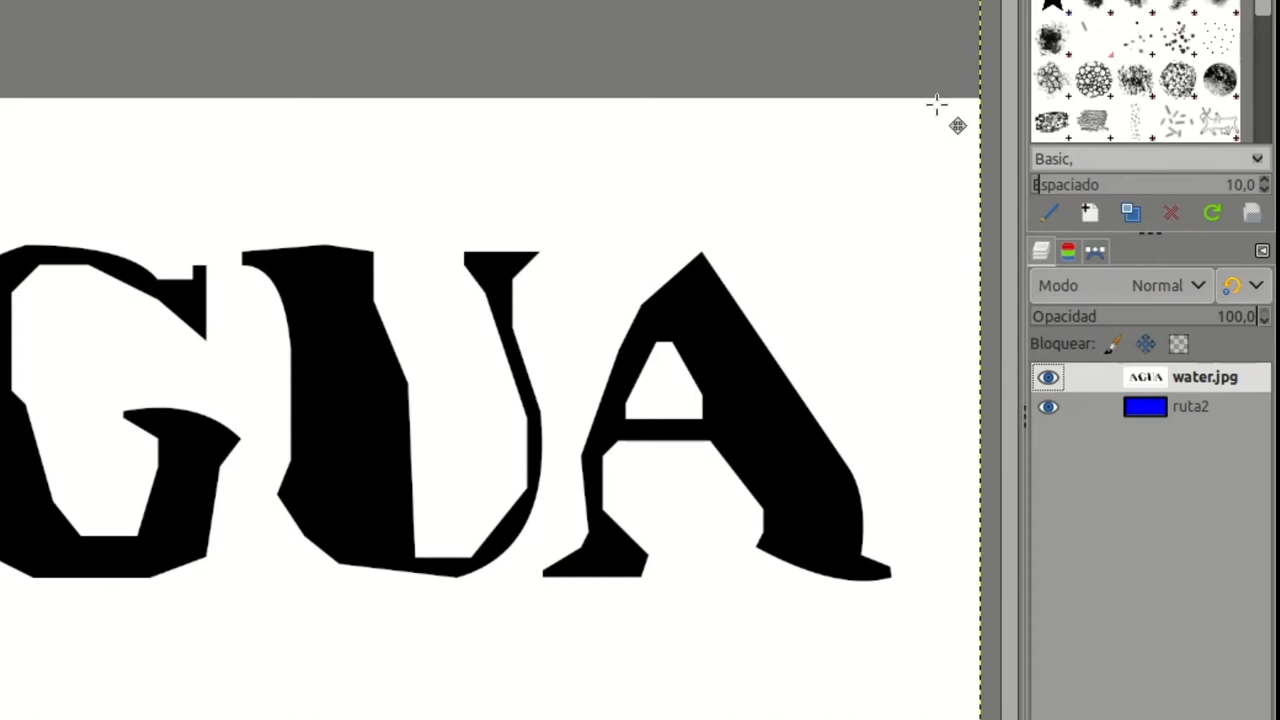 GUA
Basic,
Espaciado 10,0
Modo Normal
Opacidad 100,0
Bloquear:
AGUA water.jpg
ruta2